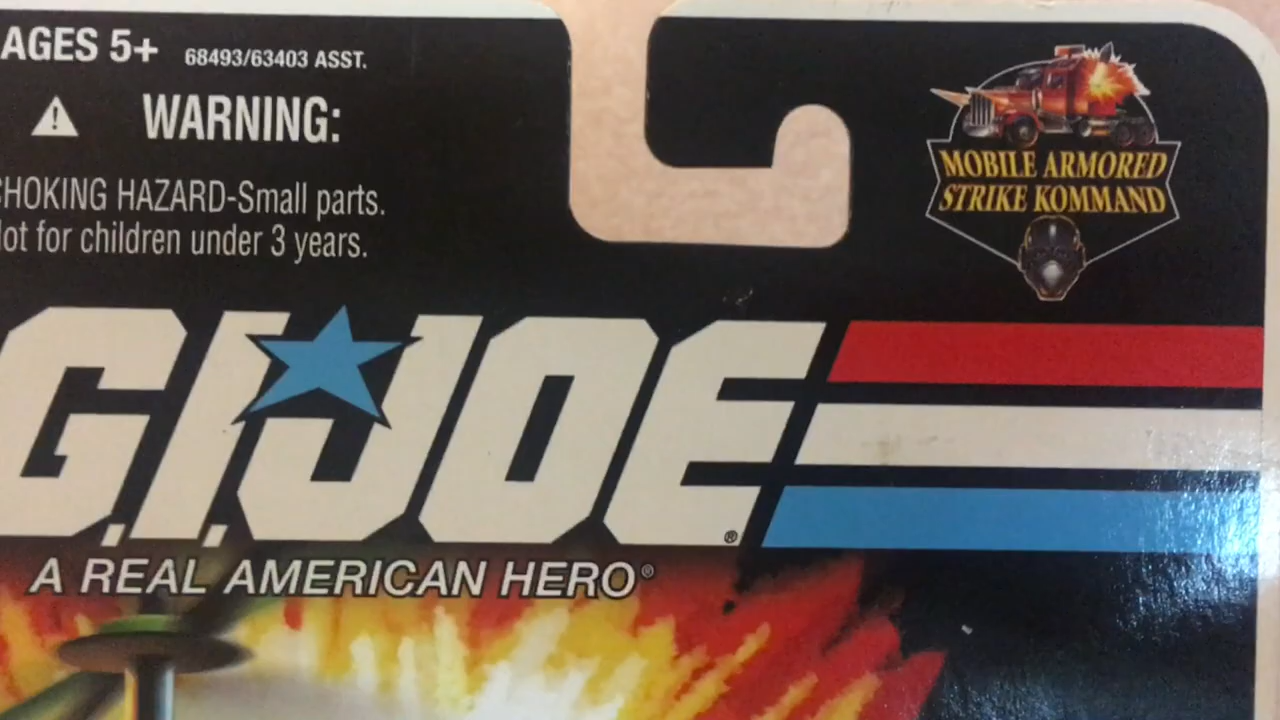 AGES 5+ 68493/63403 ASST.
WARNING:
CHOKING HAZARD-Small parts.
Not for children under 3 years.
MOBILE ARMORED
STRIKE KOMMAND
G.I.JOE®
A REAL AMERICAN HERO®